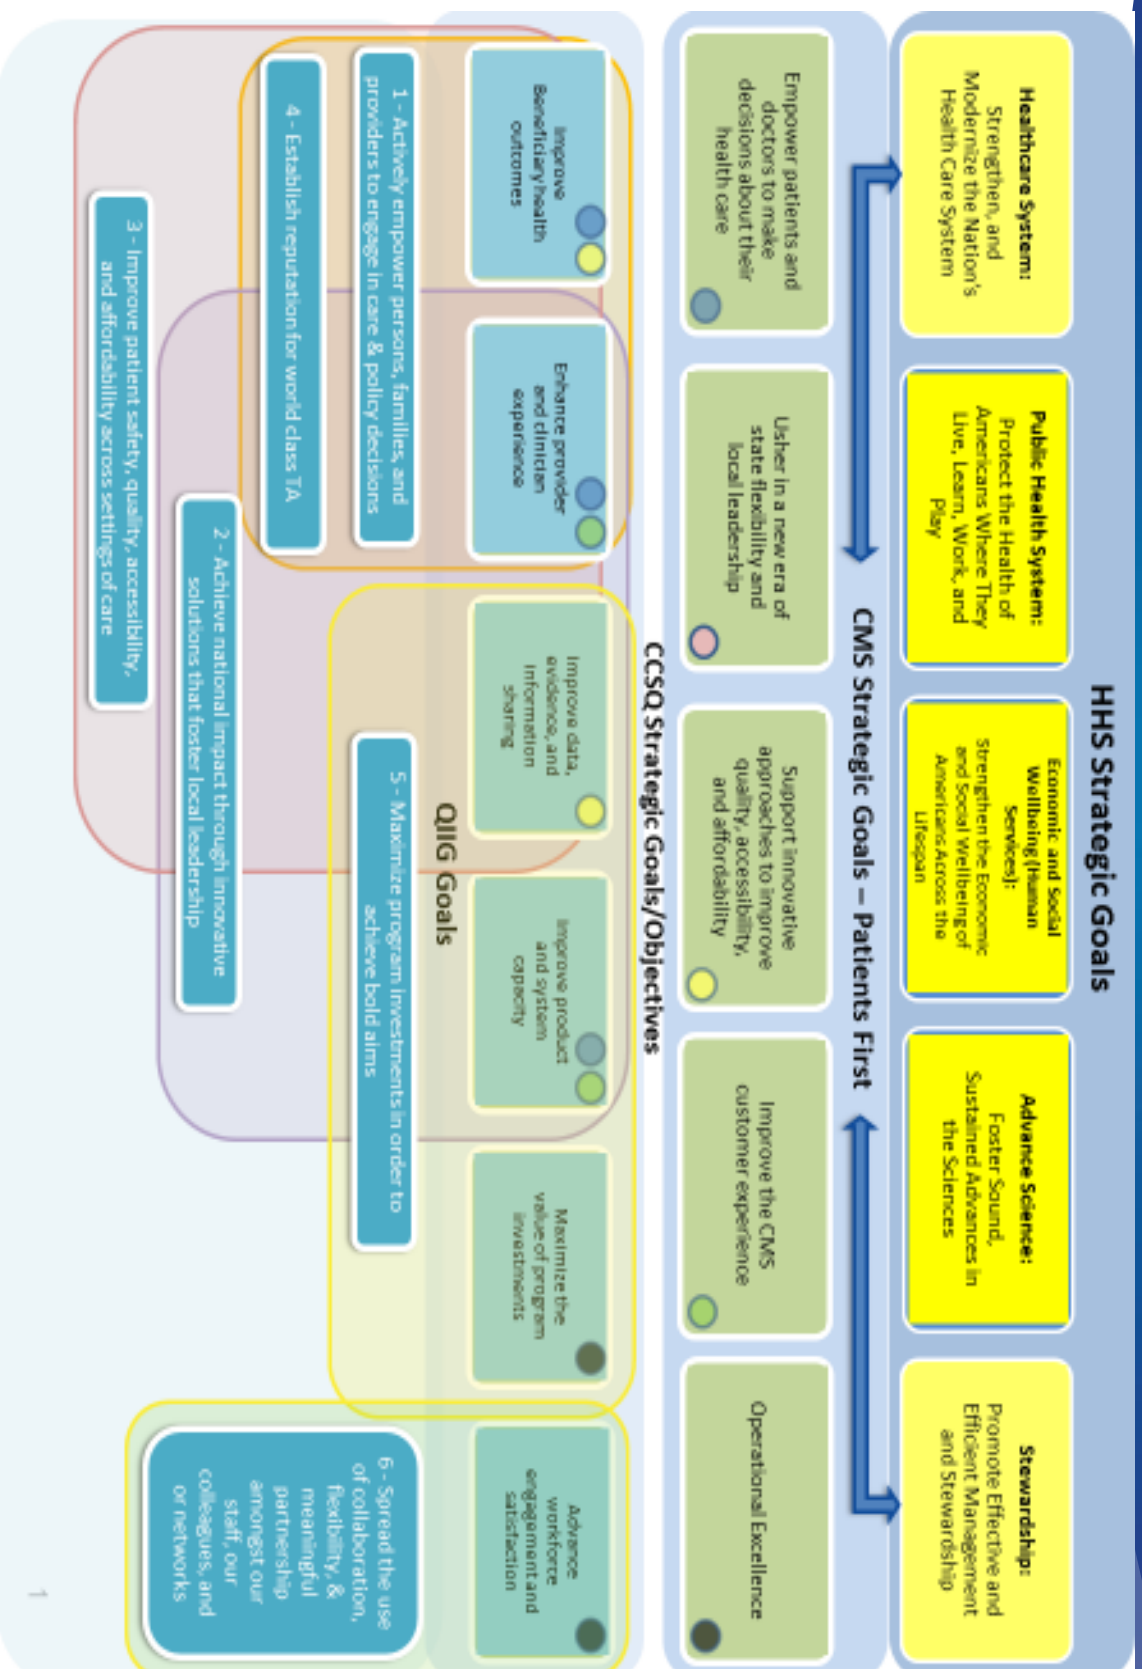 HHS Strategic Goals
Healthcare System:
Strengthen, and
Modernize the Nation's
Health Care System
Public Health System:
Protect the Health of
Americans Where They
Live, Learn, Work, and
Play
Economic and Social
Wellbeing (Human
Services):
Strengthen the Economic
and Social Wellbeing of
Americans Across the
Lifespan
Advance Science:
Foster Sound,
Sustained Advances in
the Sciences
Stewardship:
Promote Effective and
Efficient Management
and Stewardship
CMS Strategic Goals – Patients First
Empower patients and
doctors to make
decisions about their
health care
Usher in a new era of
state flexibility and
local leadership
Support innovative
approaches to improve
quality, accessibility,
and affordability
Improve the CMS
customer experience
Operational Excellence
CCSQ Strategic Goals/Objectives
Improve
Beneficiary health
outcomes
Enhance provider
and clinician
experience
Improve data,
evidence, and
information
sharing
Improve product
and system
capacity
Maximize the
value of program
investments
Advance
workforce
engagement and
satisfaction
QIIG Goals
1 - Actively empower persons, families, and
providers to engage in care & policy decisions
4 - Establish reputation for world class TA
5 - Maximize program investments in order to
achieve bold aims
2 - Achieve national impact through innovative
solutions that foster local leadership
3 - Improve patient safety, quality, accessibility,
and affordability across settings of care
6 - Spread the use
of collaboration,
flexibility, &
meaningful
partnership
amongst our
staff, our
colleagues, and
or networks
1